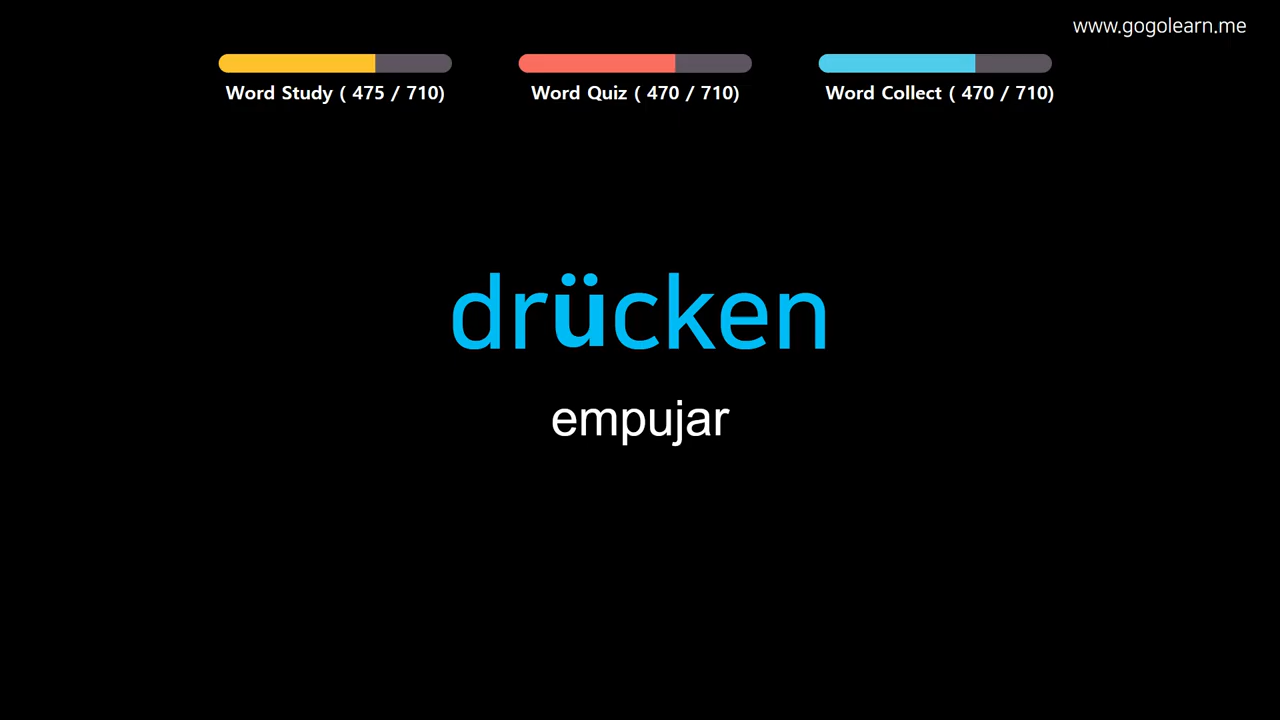 www.gogolearn.me
Word Study ( 475 / 710)
Word Quiz ( 470 / 710)
Word Collect ( 470 / 710)
drücken
empujar